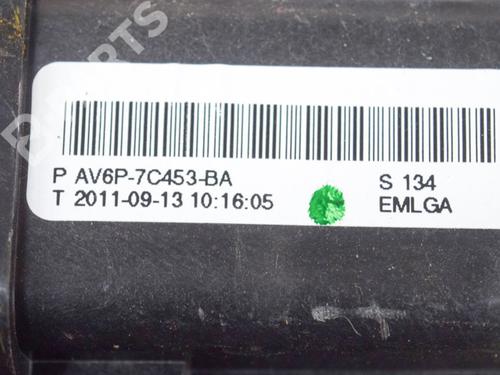 P AV6P-7C453-BA S 134
T 2011-09-13 10:16:05 EMLGA